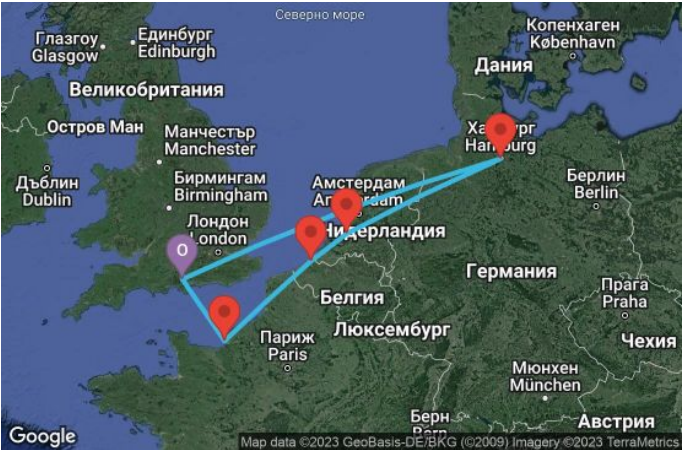 Северно море
Глазгоу
Glasgow
Единбург
Edinburgh
Копенхаген
København
Дания
Великобритания
Остров Ман
Манчестър
Manchester
Дъблин
Dublin
Бирмингам
Birmingham
Амстердам
Берлин
Berlin
Лондон
London
O
Нидерландия
Германия
Прага
Praha
Белгия
Люксембург
Париж
Paris
Чехия
Мюнхен
München
Берн
Bern
Австрия
Google
Map data ©2023 GeoBasis-DE/BKG (©2009) Imagery ©2023 TerraMetrics